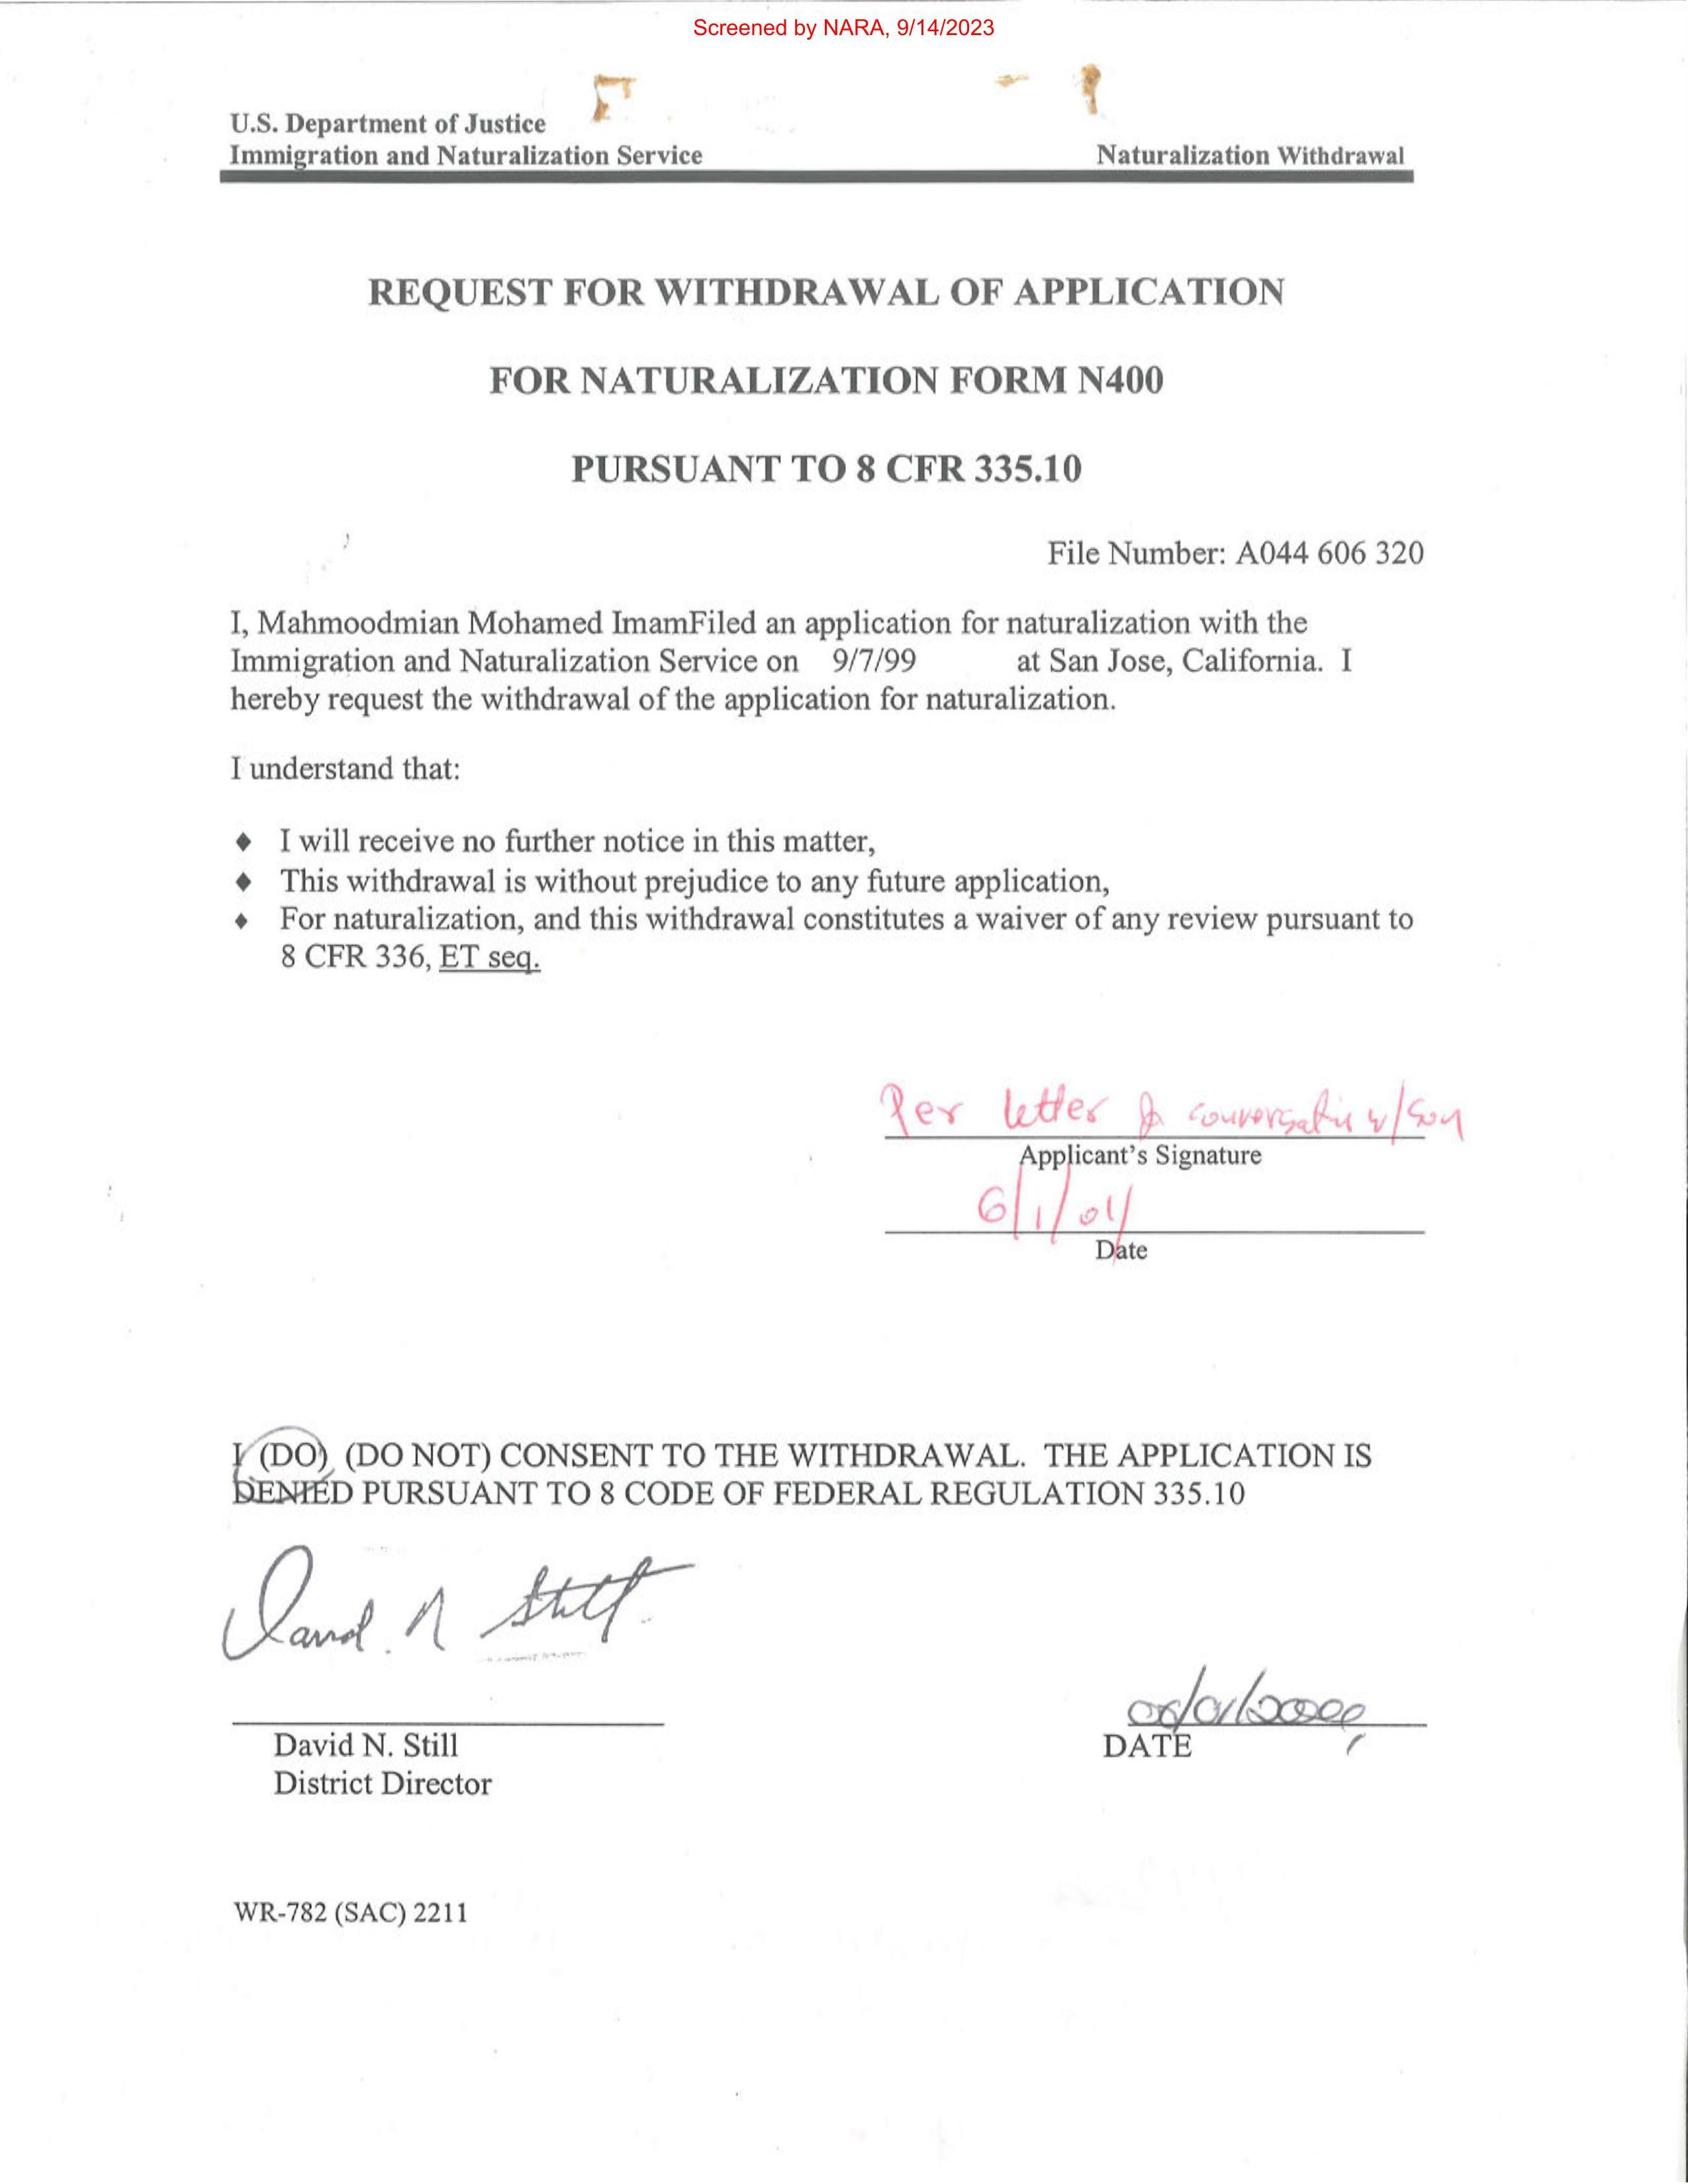 Screened by NARA, 9/14/2023
U.S. Department of Justice
Immigration and Naturalization Service
Naturalization Withdrawal
REQUEST FOR WITHDRAWAL OF APPLICATION
FOR NATURALIZATION FORM N400
PURSUANT TO 8 CFR 335.10
File Number: A044 606 320
I, Mahmoodmian Mohamed ImamFiled an application for naturalization with the
Immigration and Naturalization Service on 9/7/99 at San Jose, California. I
hereby request the withdrawal of the application for naturalization.
I understand that:
♦ I will receive no further notice in this matter,
♦ This withdrawal is without prejudice to any future application,
♦ For naturalization, and this withdrawal constitutes a waiver of any review pursuant to
8 CFR 336, ET seq.
Per letter & conversation w/son
Applicant's Signature
6/1/01
Date
I (DO) (DO NOT) CONSENT TO THE WITHDRAWAL. THE APPLICATION IS
DENIED PURSUANT TO 8 CODE OF FEDERAL REGULATION 335.10
David N Still
David N. Still
District Director
DATE
WR-782 (SAC) 2211